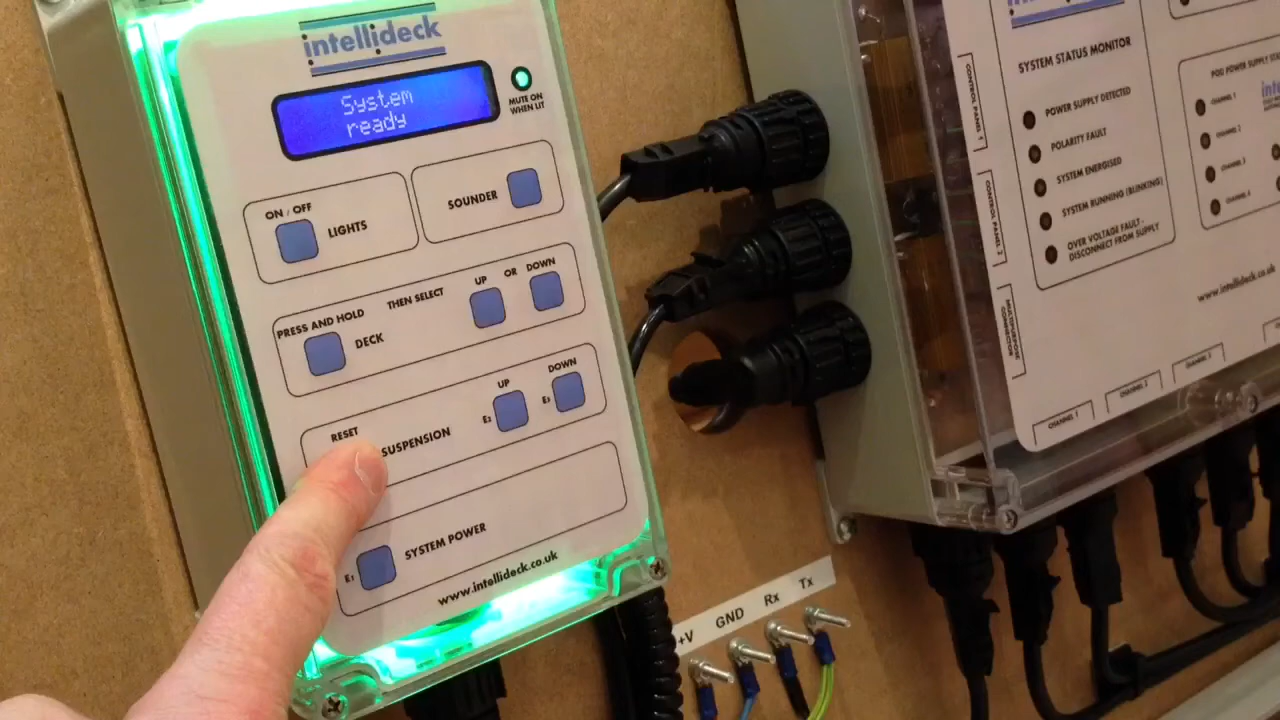 intellideck
System
ready
MUTE ON
WHEN LIT
ON / OFF
LIGHTS
SOUNDER
PRESS AND HOLD
DECK
THEN SELECT
UP OR DOWN
RESET
SUSPENSION
UP
E2
DOWN
E3
E1
SYSTEM POWER
www.intellideck.co.uk
+V GND Rx Tx
CONTROL PANEL 1
CONTROL PANEL 2
MULTIPURPOSE
CONNECTOR
SYSTEM STATUS MONITOR
POWER SUPPLY DETECTED
POLARITY FAULT
SYSTEM ENERGISED
SYSTEM RUNNING (BLINKING)
OVER VOLTAGE FAULT -
DISCONNECT FROM SUPPLY
POD POWER SUPPLY STA
CHANNEL 1
CHANNEL 2
CHANNEL 3
CHANNEL 4
inte
www.intellideck.co.uk
CHANNEL 1
CHANNEL 2
CHANNEL 3